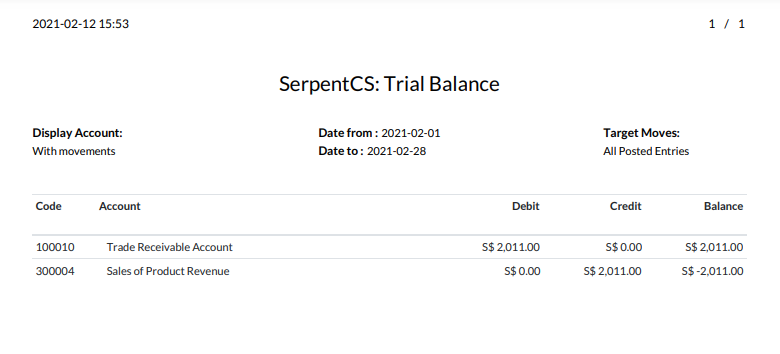 2021-02-12 15:53 1 / 1
SerpentCS: Trial Balance
Display Account: Date from : 2021-02-01 Target Moves:
With movements Date to : 2021-02-28 All Posted Entries
Code Account Debit Credit Balance
100010 Trade Receivable Account S$ 2,011.00 S$ 0.00 S$ 2,011.00
300004 Sales of Product Revenue S$ 0.00 S$ 2,011.00 S$ -2,011.00